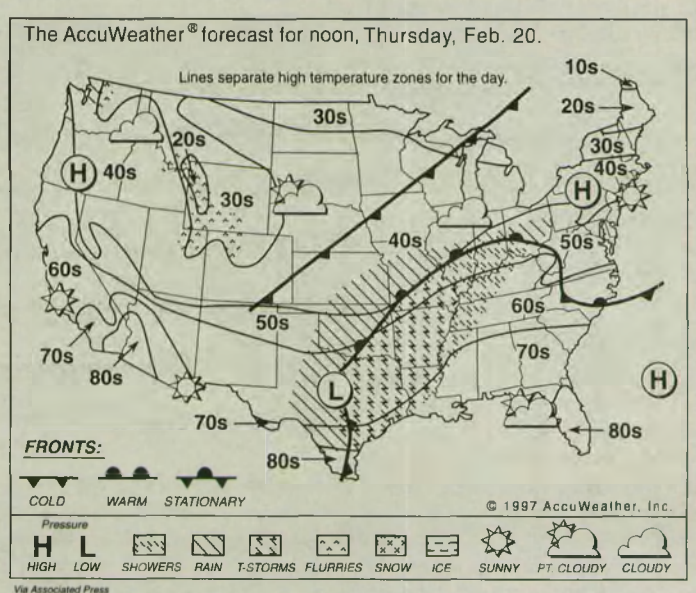 The AccuWeather® forecast for noon, Thursday, Feb. 20.
Lines separate high temperature zones for the day.
10s
20s
30s
30s
40s
20s
H
40s
30s
H
40s
50s
60s
50s
60s
70s
70s
80s
L
H
70s
80s
80s
FRONTS:
COLD WARM STATIONARY
© 1997 AccuWeather, Inc.
Pressure
H L
HIGH LOW SHOWERS RAIN T-STORMS FLURRIES SNOW ICE SUNNY PT. CLOUDY CLOUDY
Via Associated Press